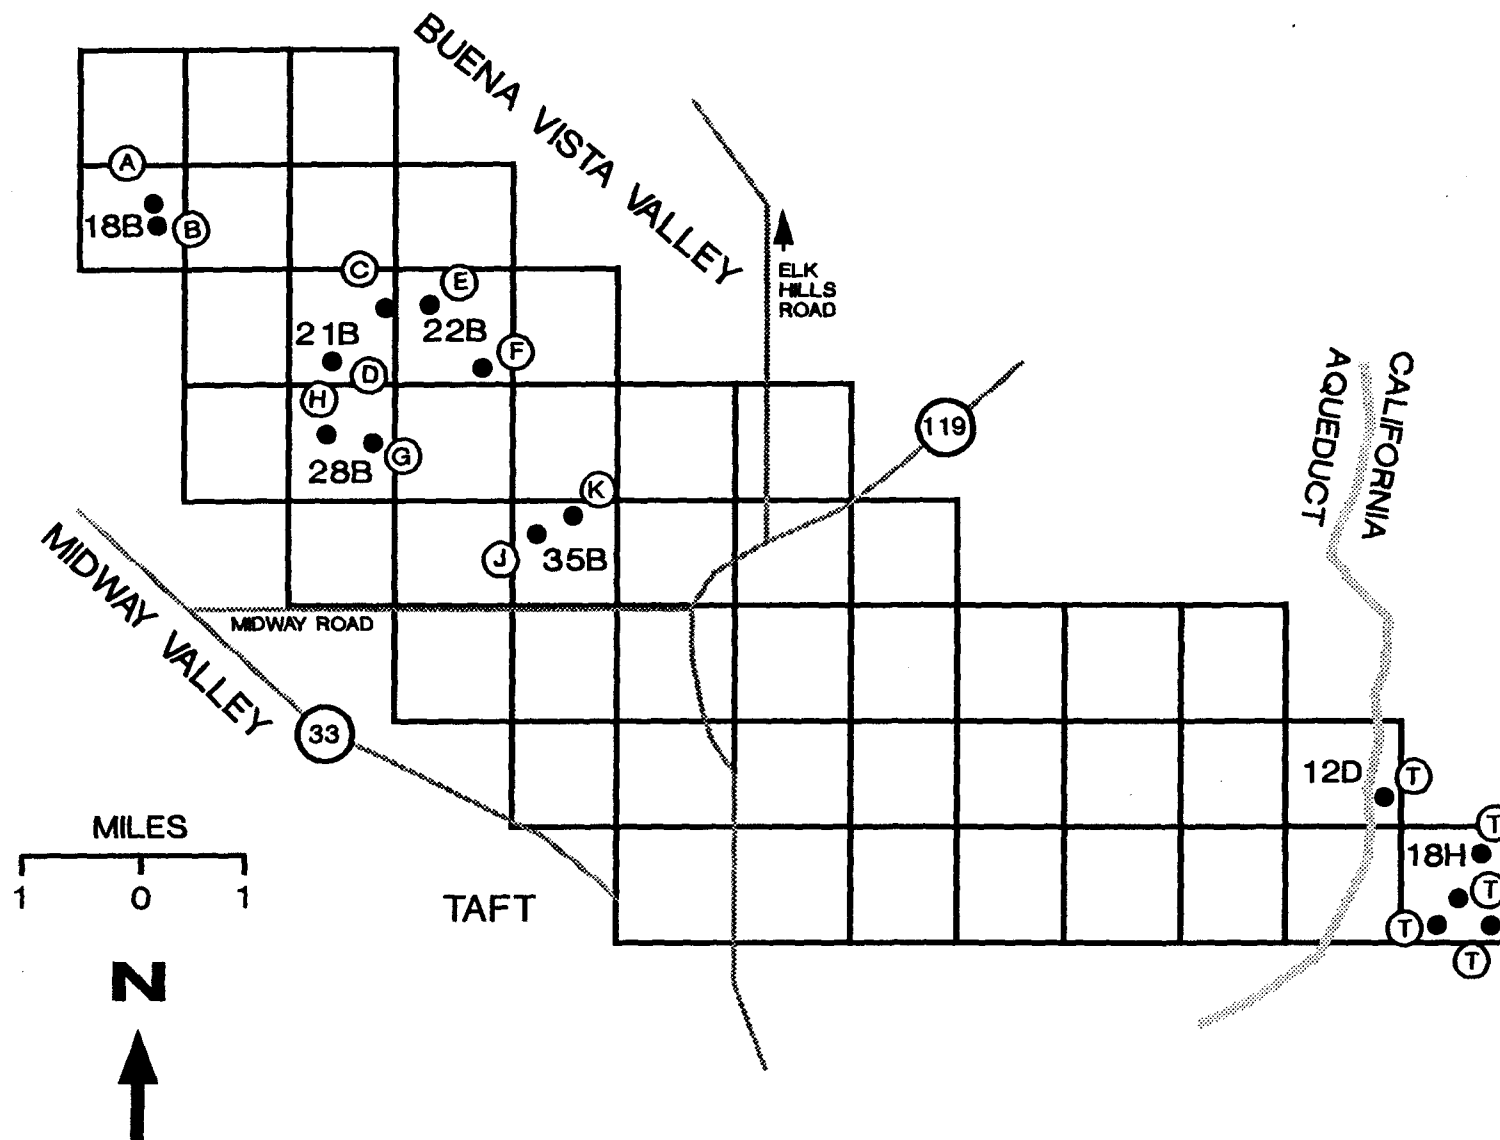 BUENA VISTA VALLEY
A
18B
B
C
E
21B
22B
F
D
H
28B
G
K
J
35B
ELK
HILLS
ROAD
119
CALIFORNIA
AQUEDUCT
MIDWAY ROAD
MIDWAY VALLEY
33
12D
T
T
18H
T
T
T
MILES
1 0 1
TAFT
N